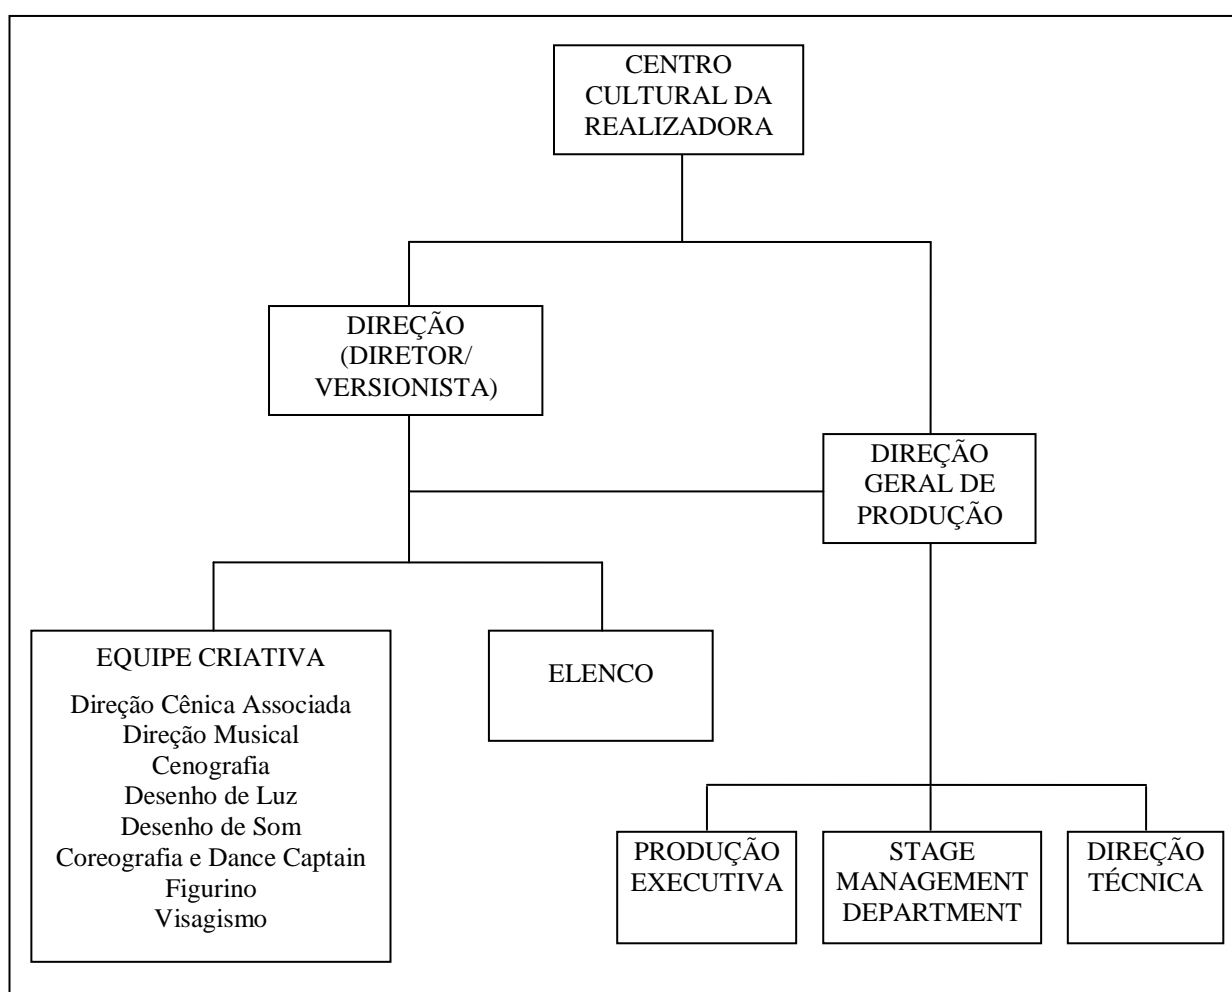 CENTRO
CULTURAL DA
REALIZADORA
DIREÇÃO
(DIRETOR/
VERSIONISTA)
DIREÇÃO
GERAL DE
PRODUÇÃO
EQUIPE CRIATIVA
Direção Cênica Associada
Direção Musical
Cenografia
Desenho de Luz
Desenho de Som
Coreografia e Dance Captain
Figurino
Visagismo
ELENCO
PRODUÇÃO
EXECUTIVA
STAGE
MANAGEMENT
DEPARTMENT
DIREÇÃO
TÉCNICA